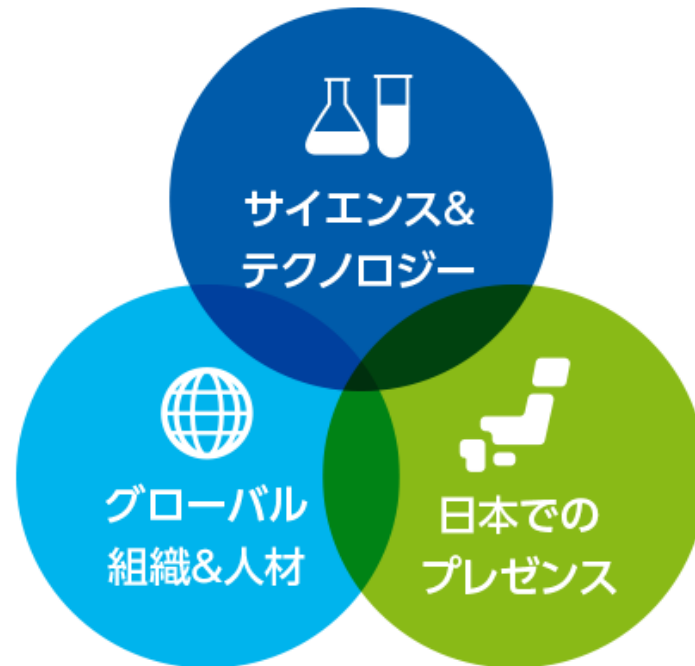 サイエンス&
テクノロジー
グローバル
組織&人材
日本での
プレゼンス